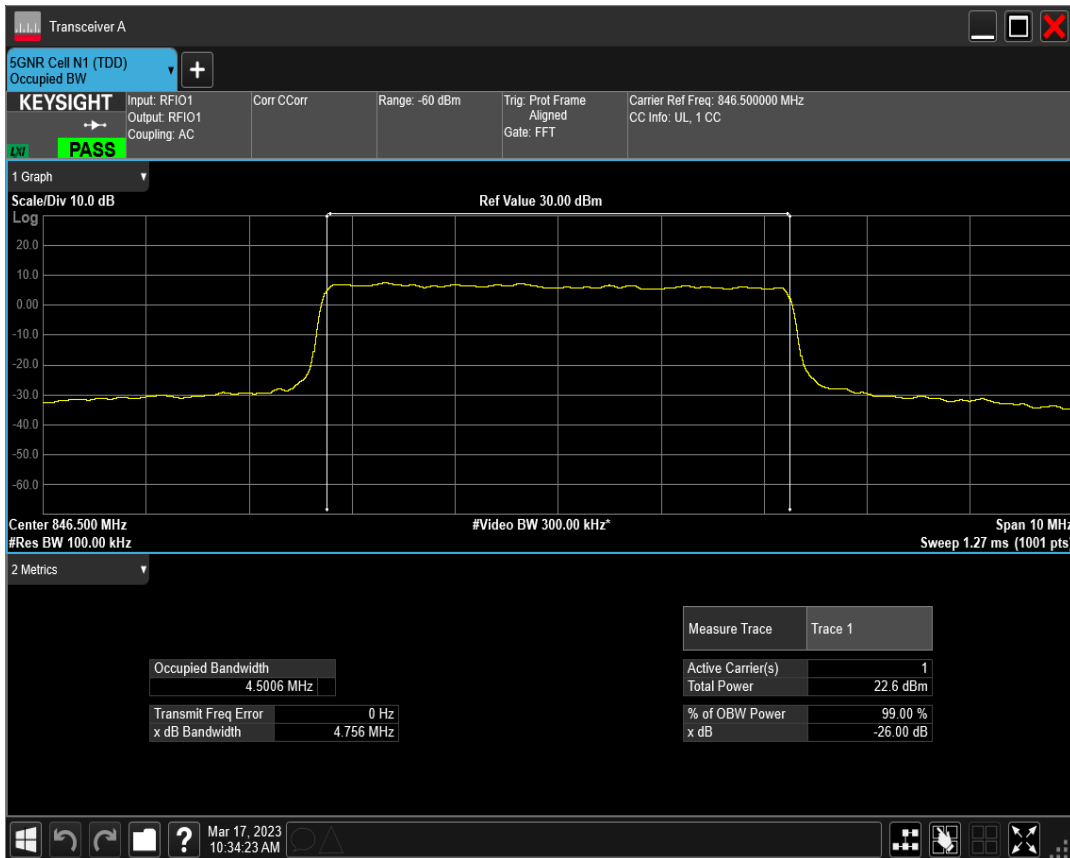 Transceiver A
5GNR Cell N1 (TDD)
Occupied BW
+
KEYSIGHT
LXI
PASS
Input: RFIO1
Output: RFIO1
Coupling: AC
Corr CCorr
Range: -60 dBm
Trig: Prot Frame
Aligned
Gate: FFT
Carrier Ref Freq: 846.500000 MHz
CC Info: UL, 1 CC
1 Graph
Scale/Div 10.0 dB
Ref Value 30.00 dBm
Log
20.0
10.0
0.00
-10.0
-20.0
-30.0
-40.0
-50.0
-60.0
Center 846.500 MHz
#Video BW 300.00 kHz*
Span 10 MHz
#Res BW 100.00 kHz
Sweep 1.27 ms (1001 pts)
2 Metrics
Measure Trace Trace 1
Occupied Bandwidth
4.5006 MHz
Active Carrier(s) 1
Total Power 22.6 dBm
Transmit Freq Error 0 Hz
x dB Bandwidth 4.756 MHz
% of OBW Power 99.00 %
x dB -26.00 dB
?
Mar 17, 2023
10:34:23 AM